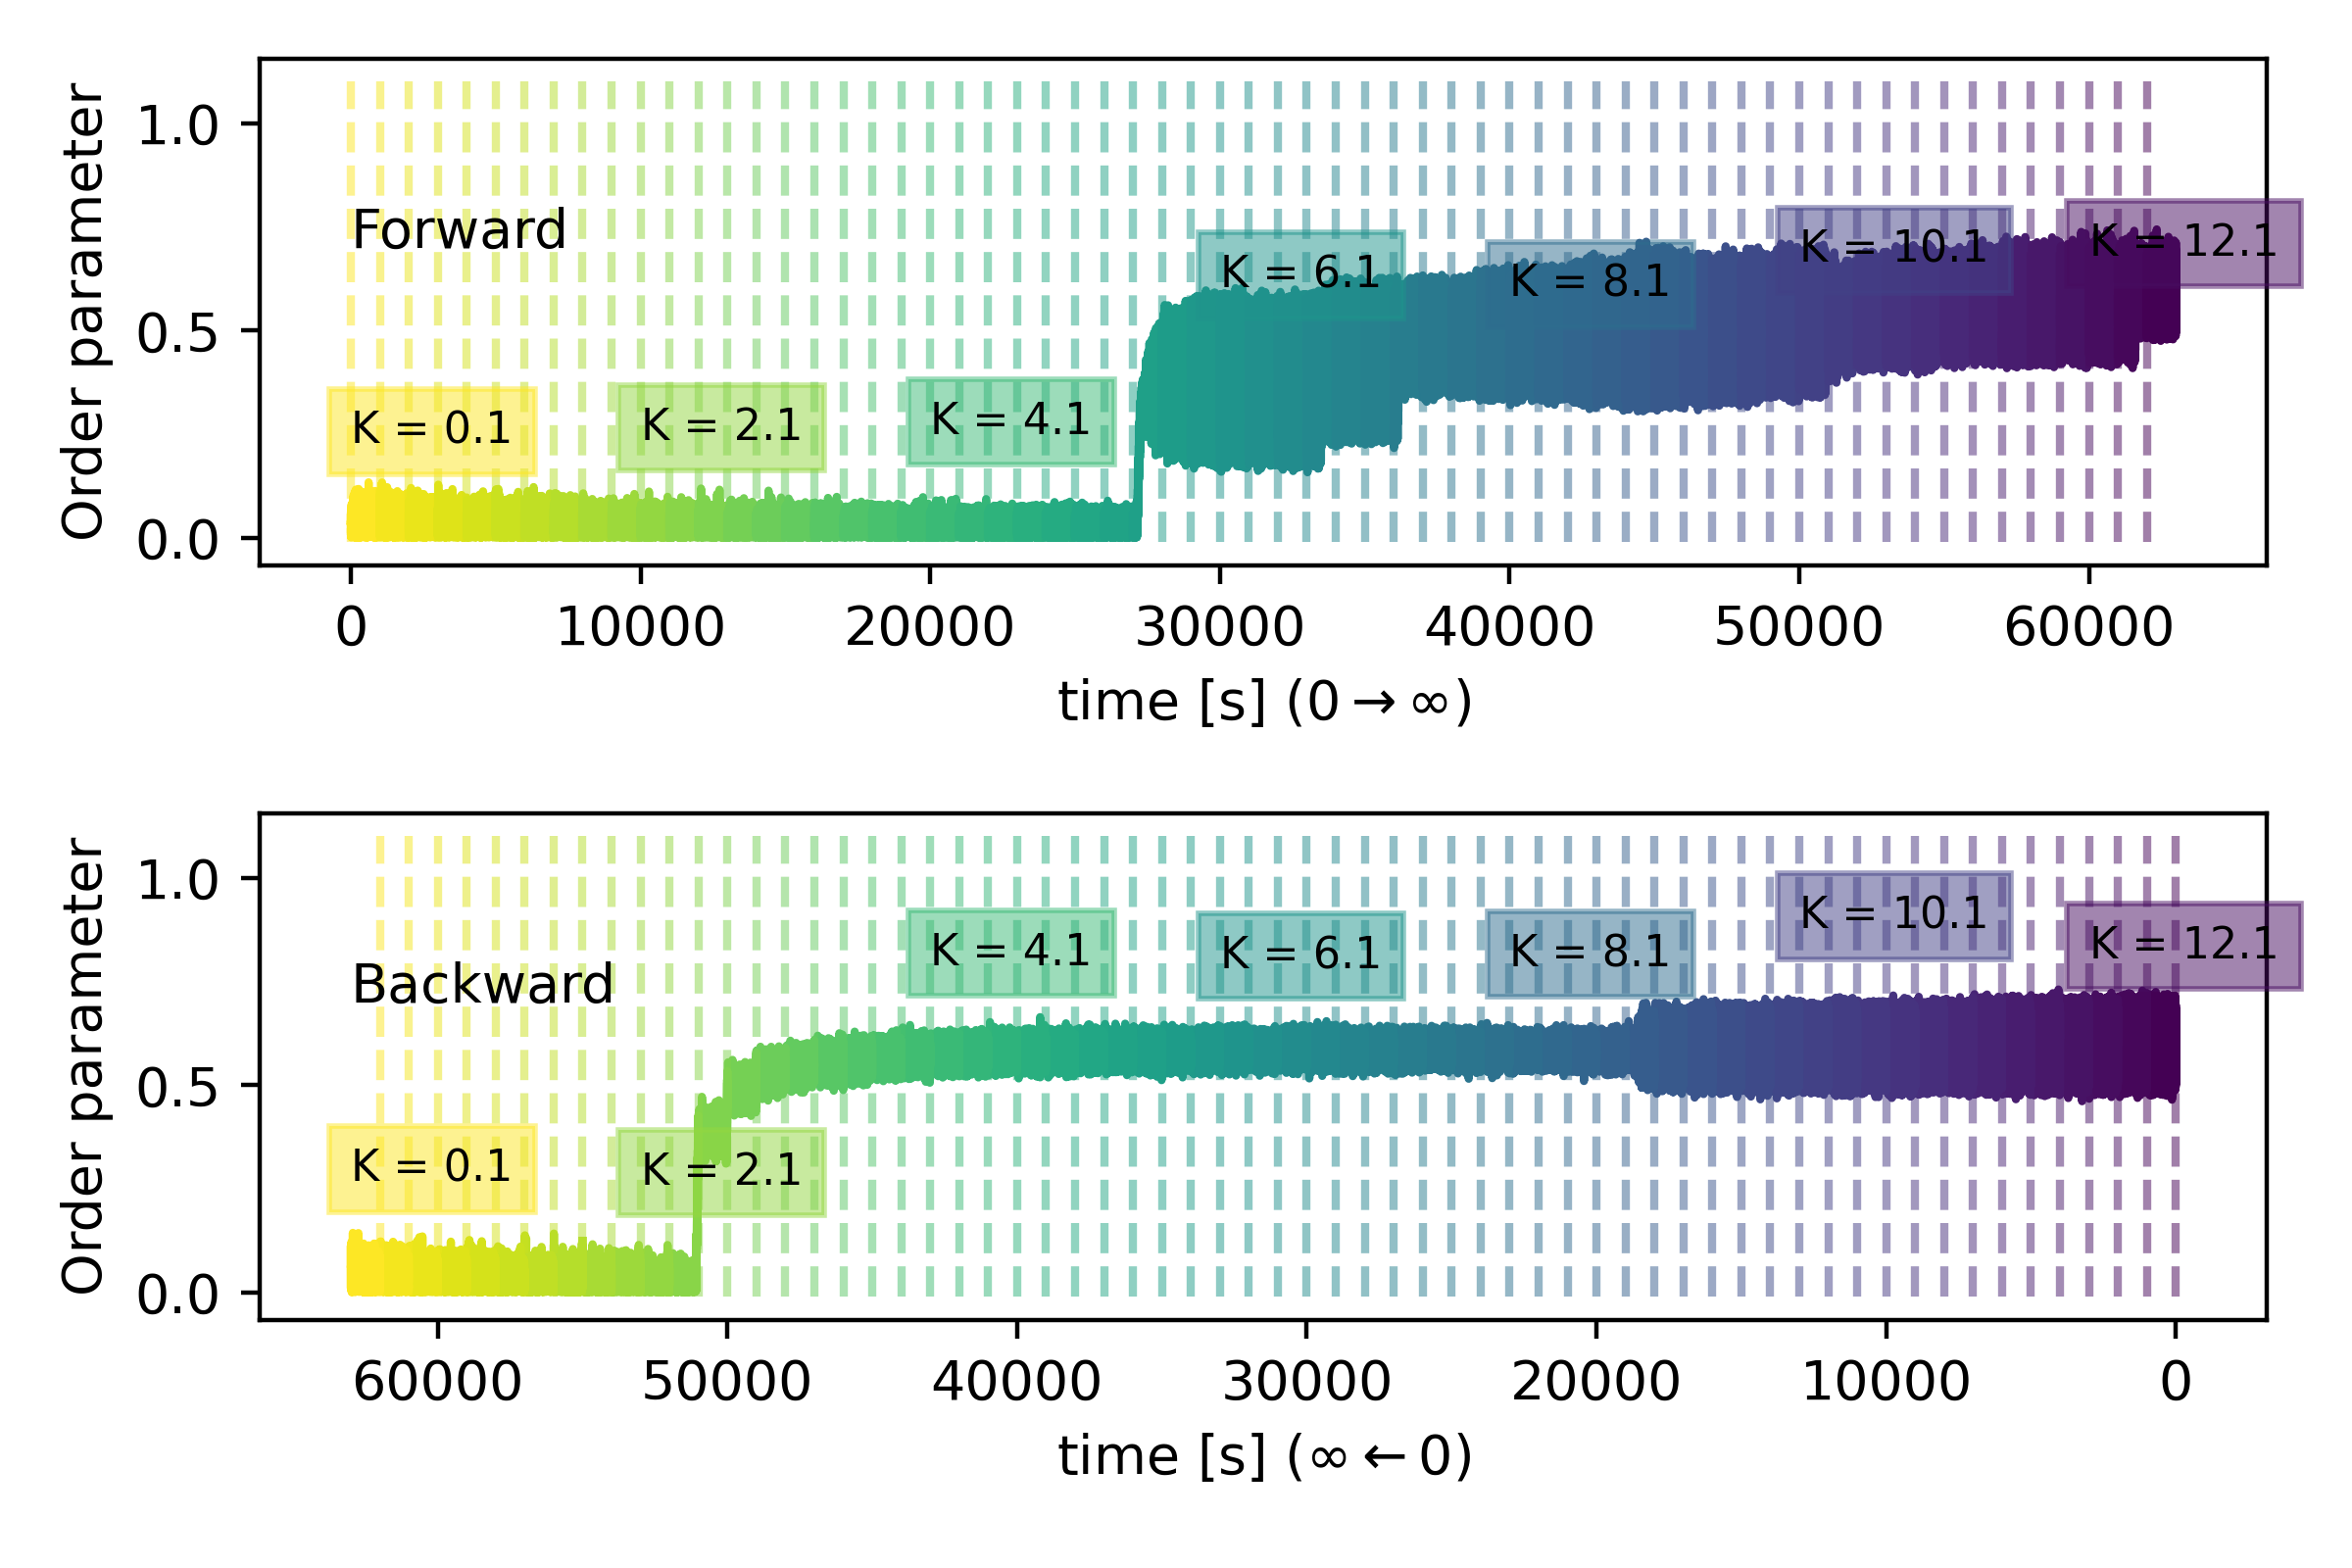 Order parameter
1.0
0.5
0.0
Forward
K = 0.1
K = 2.1
K = 4.1
K = 6.1
K = 8.1
K = 10.1
K = 12.1
0 10000 20000 30000 40000 50000 60000
time [s] (0→∞)
Order parameter
1.0
0.5
0.0
Backward
K = 0.1
K = 2.1
K = 4.1
K = 6.1
K = 8.1
K = 10.1
K = 12.1
60000 50000 40000 30000 20000 10000 0
time [s] (∞←0)